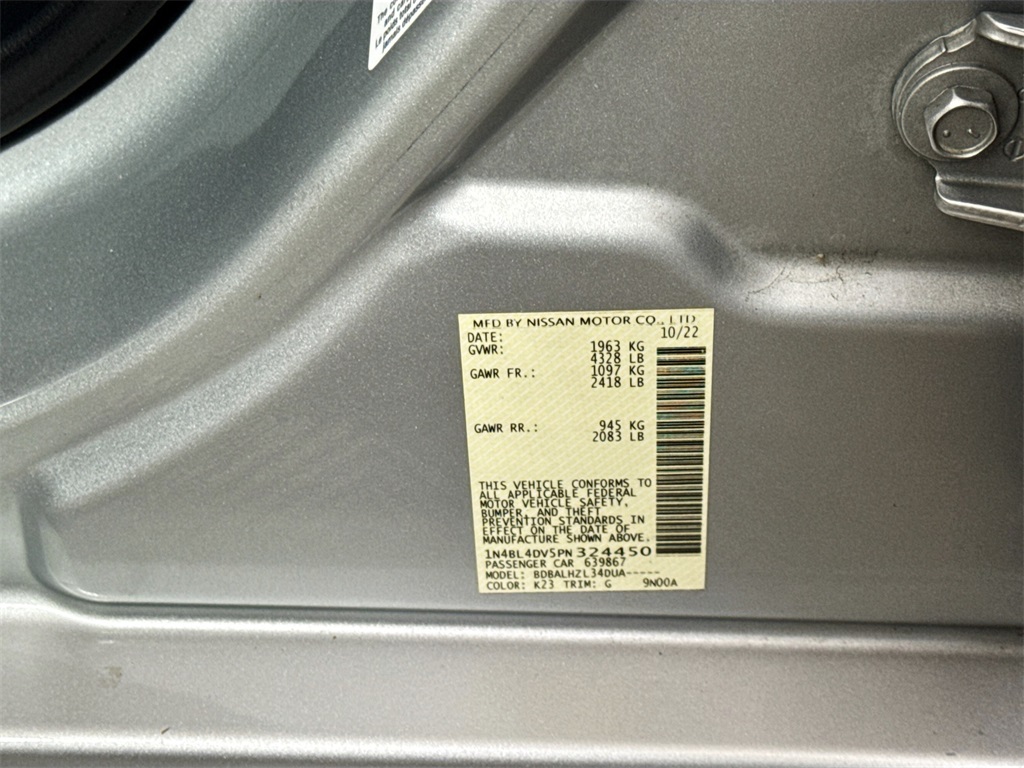 MFD BY NISSAN MOTOR CO., LTD
DATE: 10/22
GVWR: 1963 KG
4328 LB
GAWR FR.: 1097 KG
2418 LB
GAWR RR.: 945 KG
2083 LB
THIS VEHICLE CONFORMS TO
ALL APPLICABLE FEDERAL
MOTOR VEHICLE SAFETY,
BUMPER, AND THEFT
PREVENTION STANDARDS IN
EFFECT ON THE DATE OF
MANUFACTURE SHOWN ABOVE.
1N4BL4DV5PN324450
PASSENGER CAR 639867
MODEL: BDBALHZL34DUA-----
COLOR: K23 TRIM: G 9N00A